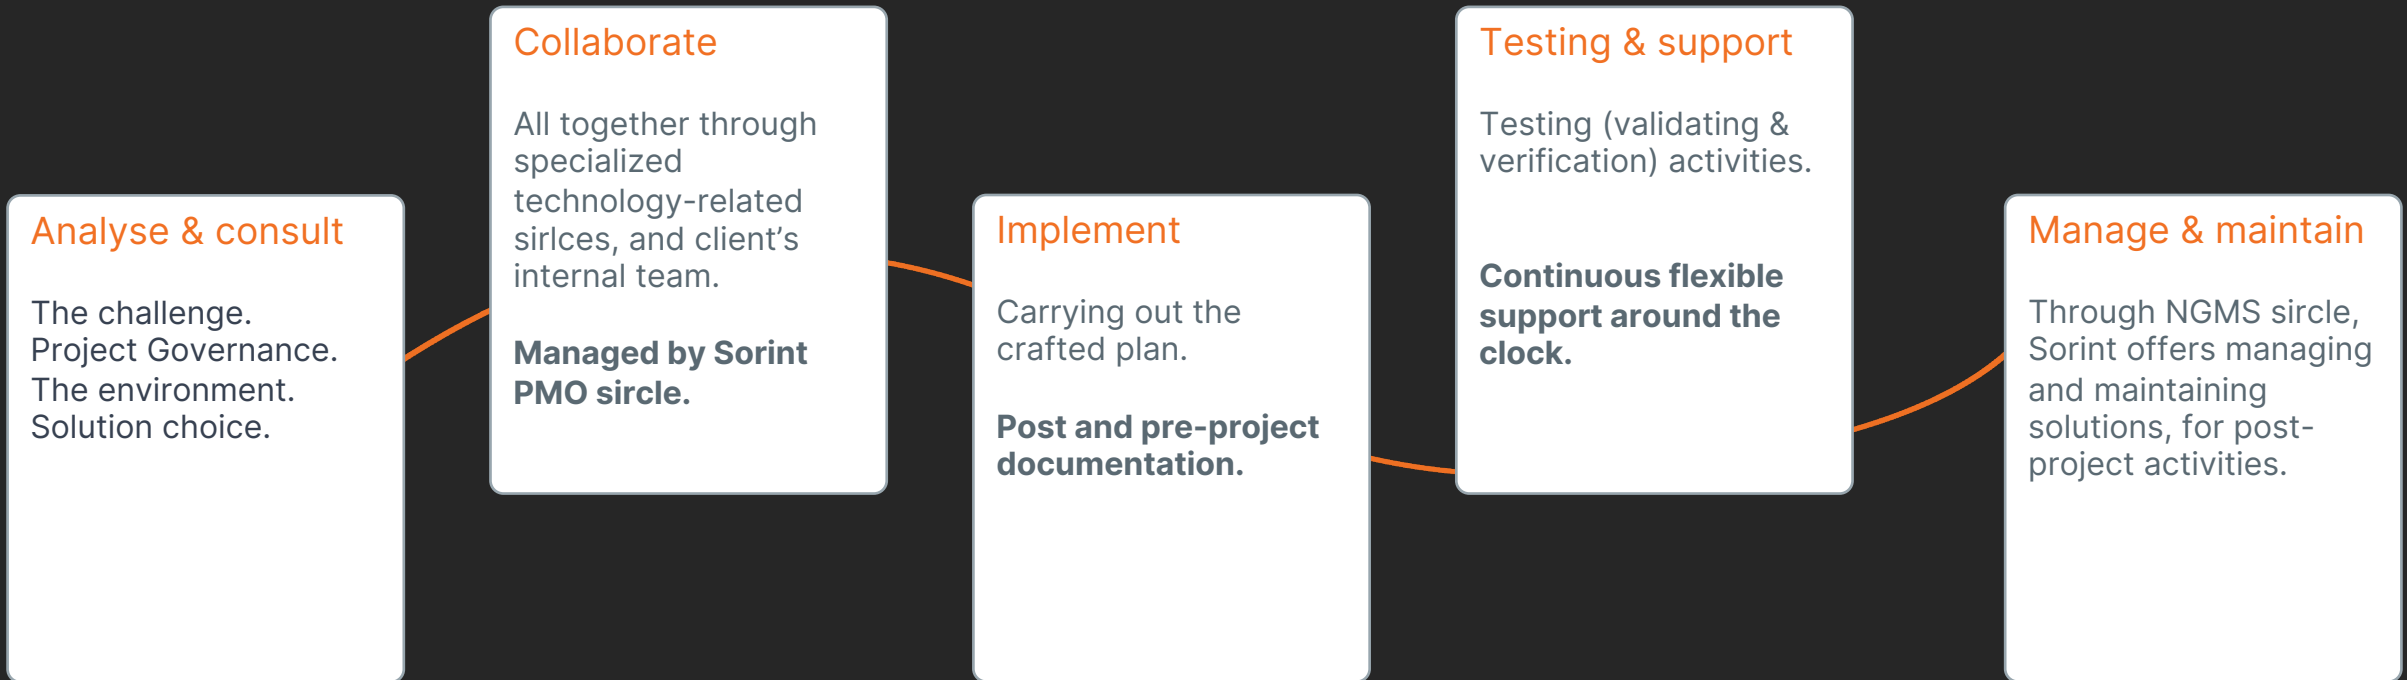 Analyse & consult
The challenge.
Project Governance.
The environment.
Solution choice.
Collaborate
All together through
specialized
technology-related
sirlces, and client’s
internal team.
Managed by Sorint
PMO sircle.
Implement
Carrying out the
crafted plan.
Post and pre-project
documentation.
Testing & support
Testing (validating &
verification) activities.
Continuous flexible
support around the
clock.
Manage & maintain
Through NGMS sircle,
Sorint offers managing
and maintaining
solutions, for post-
project activities.